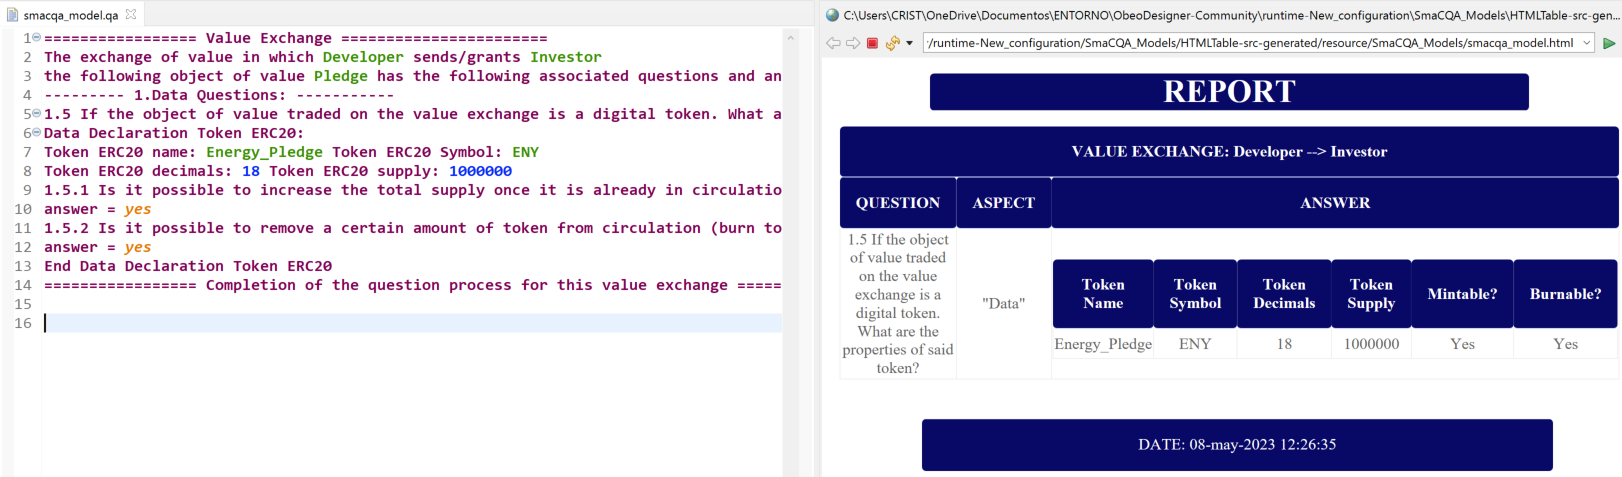 smacqa_model.qa
1 ================= Value Exchange =======================
2 The exchange of value in which Developer sends/grants Investor
3 the following object of value Pledge has the following associated questions and an
4 --------- 1.Data Questions: -----------
5 1.5 If the object of value traded on the value exchange is a digital token. What a
6 Data Declaration Token ERC20:
7 Token ERC20 name: Energy_Pledge Token ERC20 Symbol: ENY
8 Token ERC20 decimals: 18 Token ERC20 supply: 1000000
9 1.5.1 Is it possible to increase the total supply once it is already in circulatio
10 answer = yes
11 1.5.2 Is it possible to remove a certain amount of token from circulation (burn to
12 answer = yes
13 End Data Declaration Token ERC20
14 ================= Completion of the question process for this value exchange =====
15
16
C:\Users\CRIST\OneDrive\Documentos\ENTORNO\ObeoDesigner-Community\runtime-New_configuration\SmaCQA_Models\HTMLTable-src-gen...
/runtime-New_configuration/SmaCQA_Models/HTMLTable-src-generated/resource/SmaCQA_Models/smacqa_model.html
REPORT
VALUE EXCHANGE: Developer --> Investor
QUESTION ASPECT ANSWER
1.5 If the object
of value traded
on the value
exchange is a
digital token.
What are the
properties of said
token?
"Data"
Token Name Token Symbol Token Decimals Token Supply Mintable? Burnable?
Energy_Pledge ENY 18 1000000 Yes Yes
DATE: 08-may-2023 12:26:35